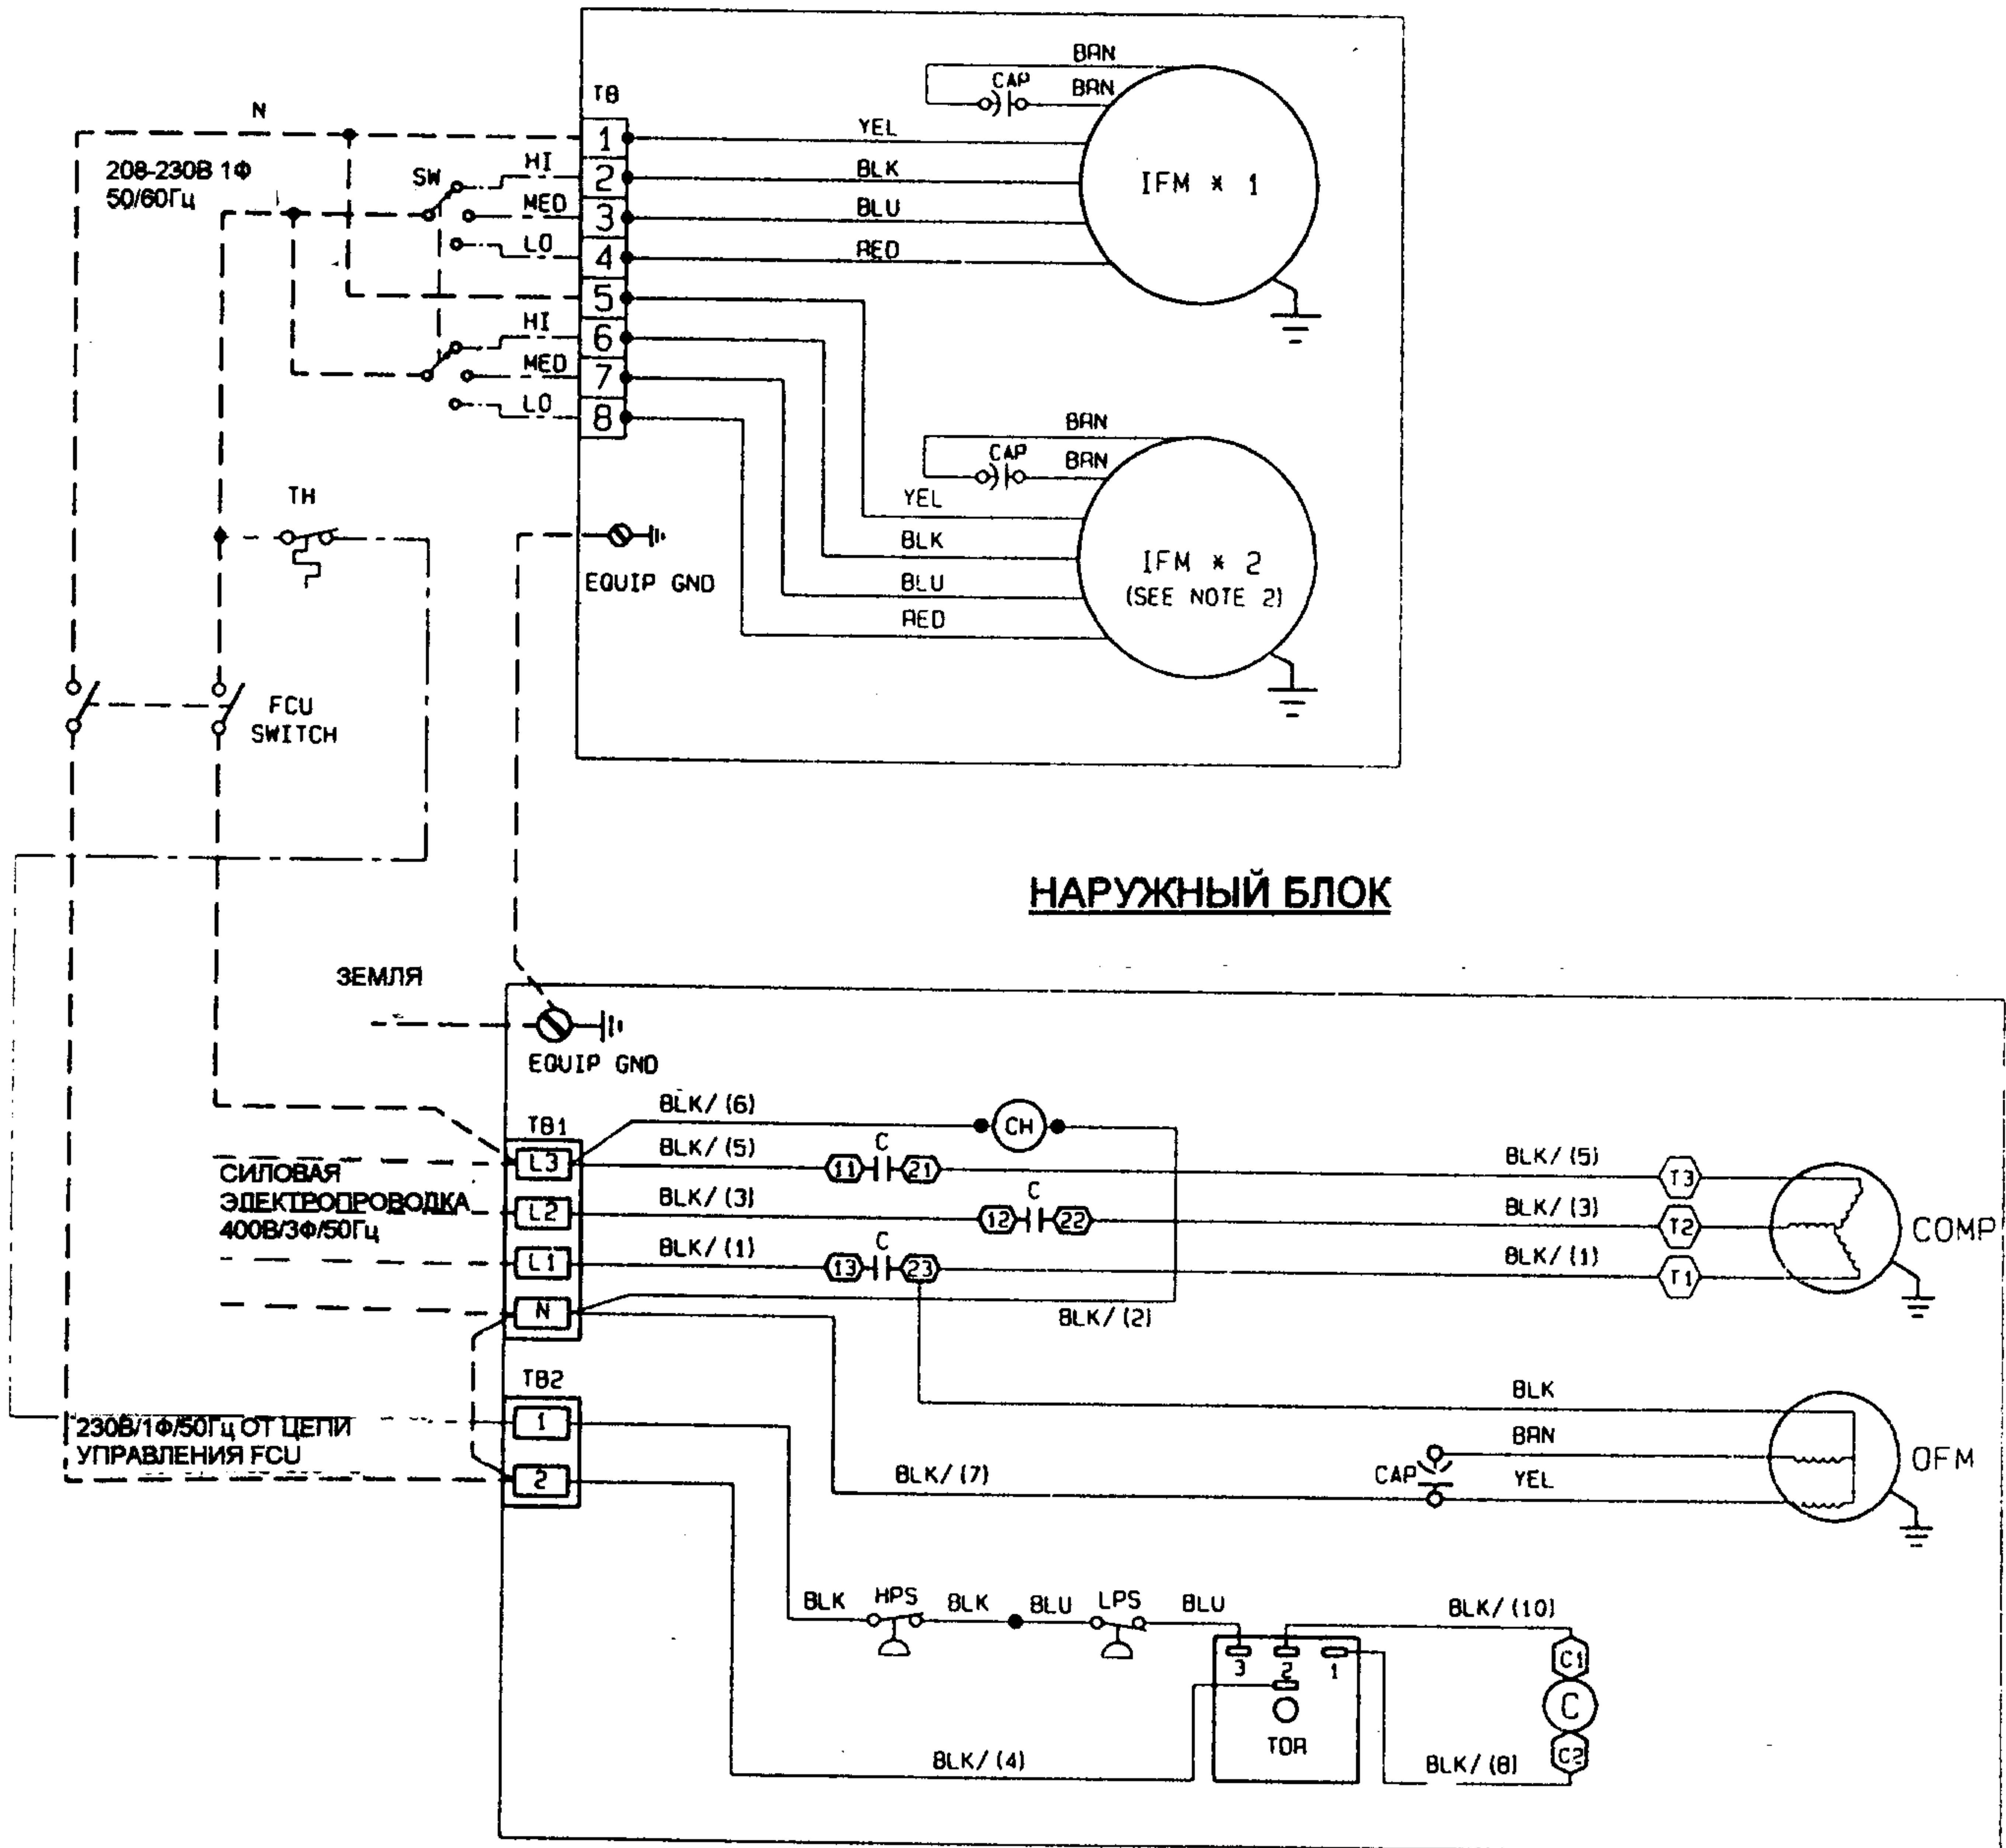 BRN
CAP
BRN
TB
N
1
YEL
208-230В 1Ф
50/60Гц
SW
HI
2
BLK
IFM * 1
MED
3
BLU
LO
4
RED
5
HI
6
MED
7
LO
8
BRN
CAP
BRN
TH
YEL
BLK
IFM * 2
(SEE NOTE 2)
EQUIP GND
BLU
RED
FCU
SWITCH
НАРУЖНЫЙ БЛОК
ЗЕМЛЯ
EQUIP GND
TB1
BLK/(6)
CH
L3
BLK/(5)
C
11
21
BLK/(5)
T3
СИЛОВАЯ
ЭЛЕКТРОПРОВОДКА
400В/3Ф/50Гц
L2
BLK/(3)
C
12
22
BLK/(3)
T2
COMP
L1
BLK/(1)
C
13
23
BLK/(1)
T1
N
BLK/(2)
TB2
BLK
1
230В/1Ф/50Гц ОТ ЦЕПИ
УПРАВЛЕНИЯ FCU
BRN
OFM
2
BLK/(7)
CAP
YEL
BLK
HPS
BLK
BLU
LPS
BLU
BLK/(10)
3
2
1
C1
C
TOR
C2
BLK/(4)
BLK/(8)